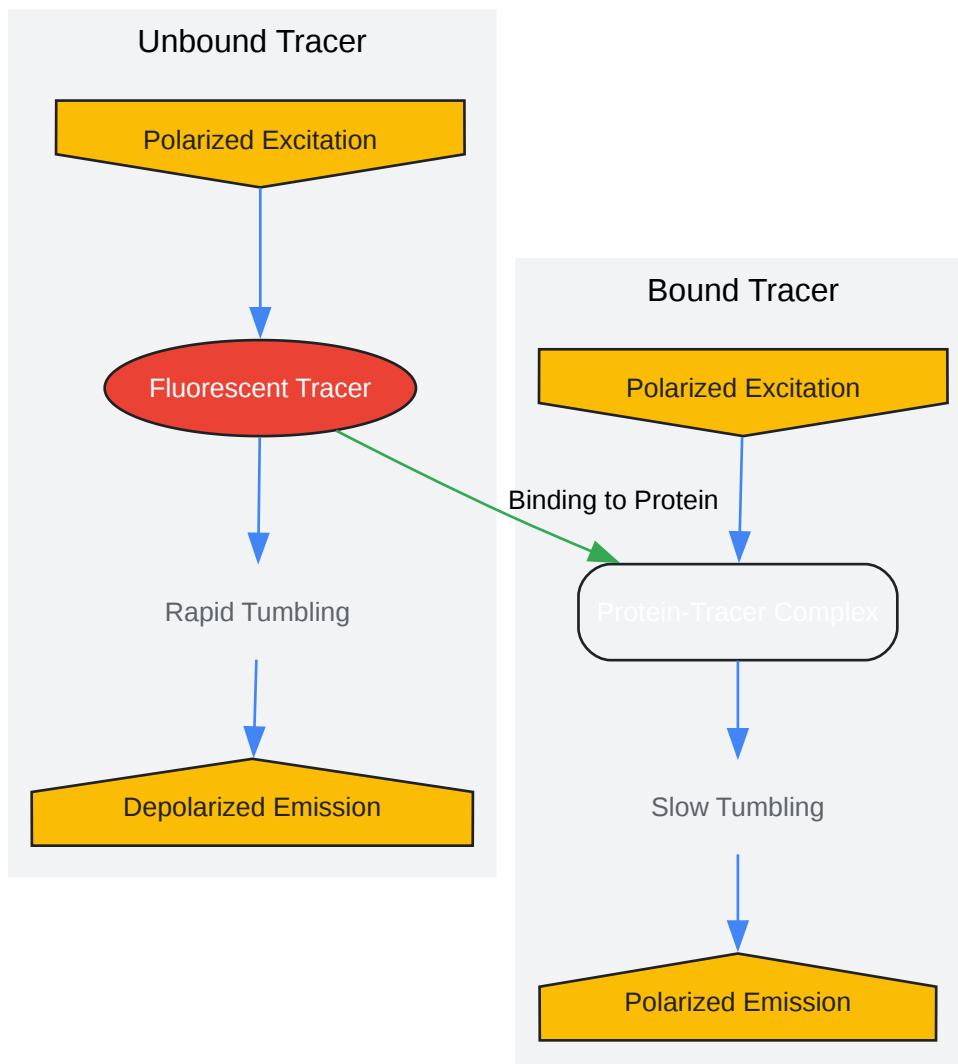 Unbound Tracer
Polarized Excitation
Fluorescent Tracer
Rapid Tumbling
Depolarized Emission
Binding to Protein
Bound Tracer
Polarized Excitation
Protein-Tracer Complex
Slow Tumbling
Polarized Emission